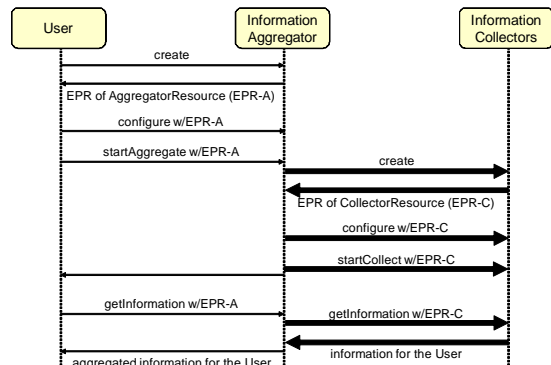 User
Information
Aggregator
Information
Collectors
create
EPR of AggregatorResource (EPR-A)
configure w/EPR-A
startAggregate w/EPR-A
create
EPR of CollectorResource (EPR-C)
configure w/EPR-C
startCollect w/EPR-C
getInformation w/EPR-A
getInformation w/EPR-C
information for the User
aggregated information for the User